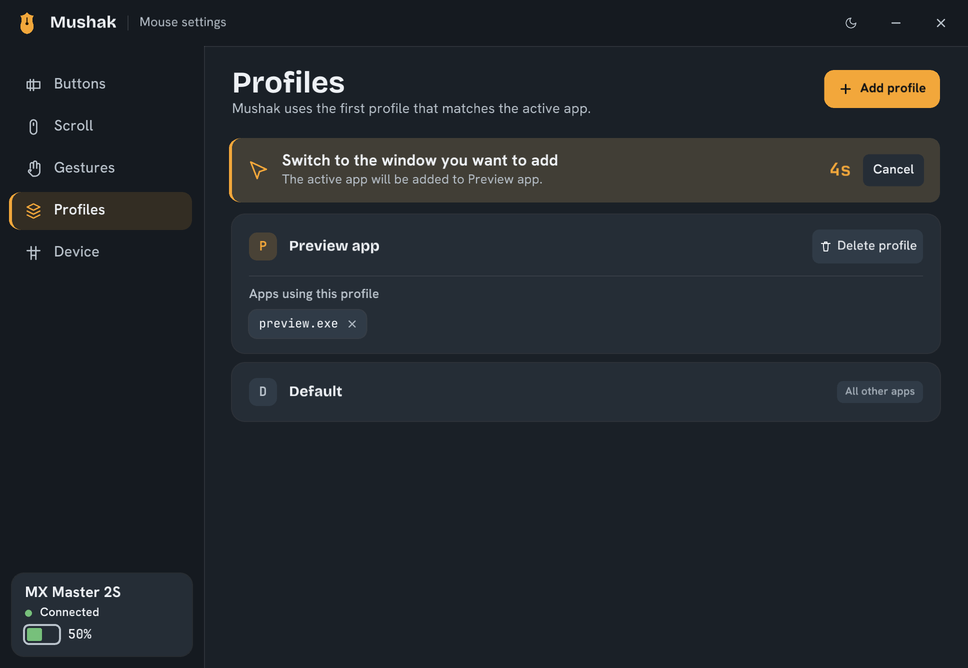 Mushak | Mouse settings
Buttons
Scroll
Gestures
Profiles
Device
MX Master 2S
Connected
50%
Profiles
Mushak uses the first profile that matches the active app.
+ Add profile
Switch to the window you want to add
The active app will be added to Preview app.
4s
Cancel
P
Preview app
Delete profile
Apps using this profile
preview.exe ×
D
Default
All other apps